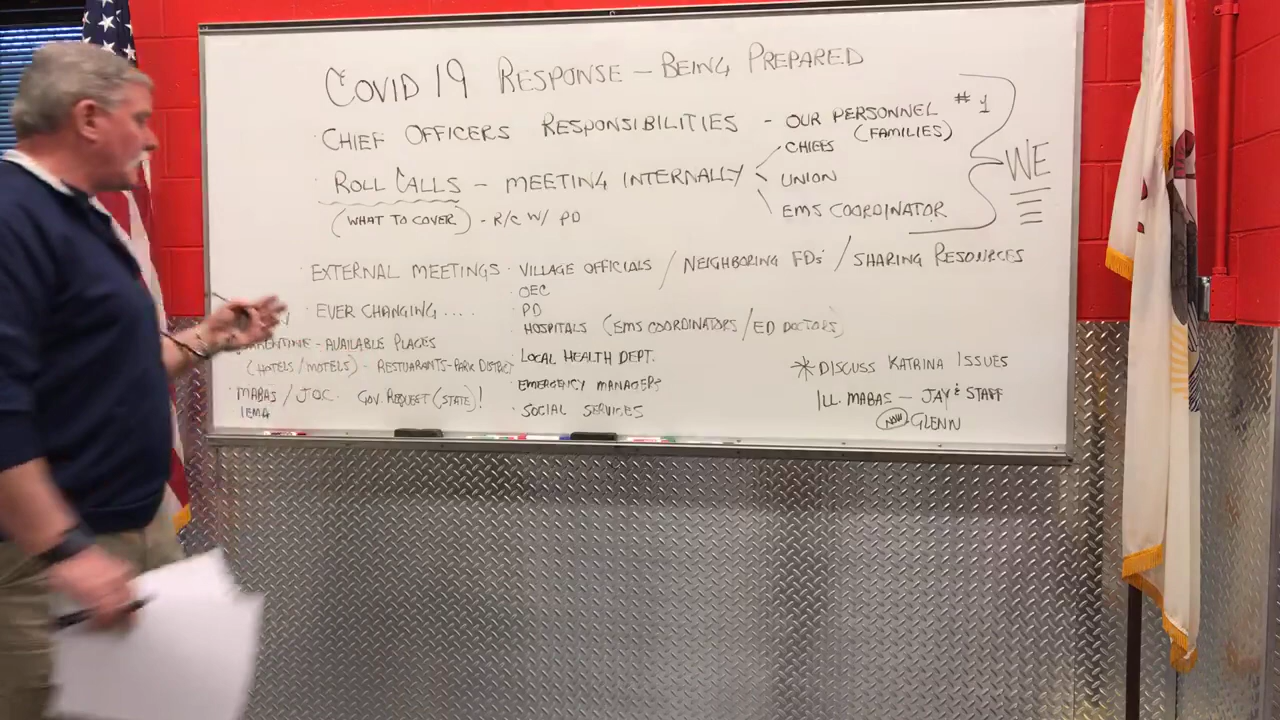 COVID 19 RESPONSE - BEING PREPARED
· CHIEF OFFICERS RESPONSIBILITIES - OUR PERSONNEL #1
(FAMILIES)
ROLL CALLS - MEETING INTERNALLY
CHIEFS
UNION
EMS COORDINATOR
WE
(WHAT TO COVER) - R/C W/ PD
· EXTERNAL MEETINGS · VILLAGE OFFICIALS / NEIGHBORING FDs / SHARING RESOURCES
· OEC
· PD
· HOSPITALS (EMS COORDINATORS / ED DOCTORS)
· LOCAL HEALTH DEPT.
· EMERGENCY MANAGERS
· SOCIAL SERVICES
· EVER CHANGING ....
- AVAILABLE PLACES
(HOTELS/MOTELS) - RESTUARANTS - PARK DISTRICT
· MABAS / JOC. GOV. REQUEST (STATE)!
IEMA
* DISCUSS KATRINA ISSUES
ILL. MABAS - JAY & STAFF
NOW GLENN